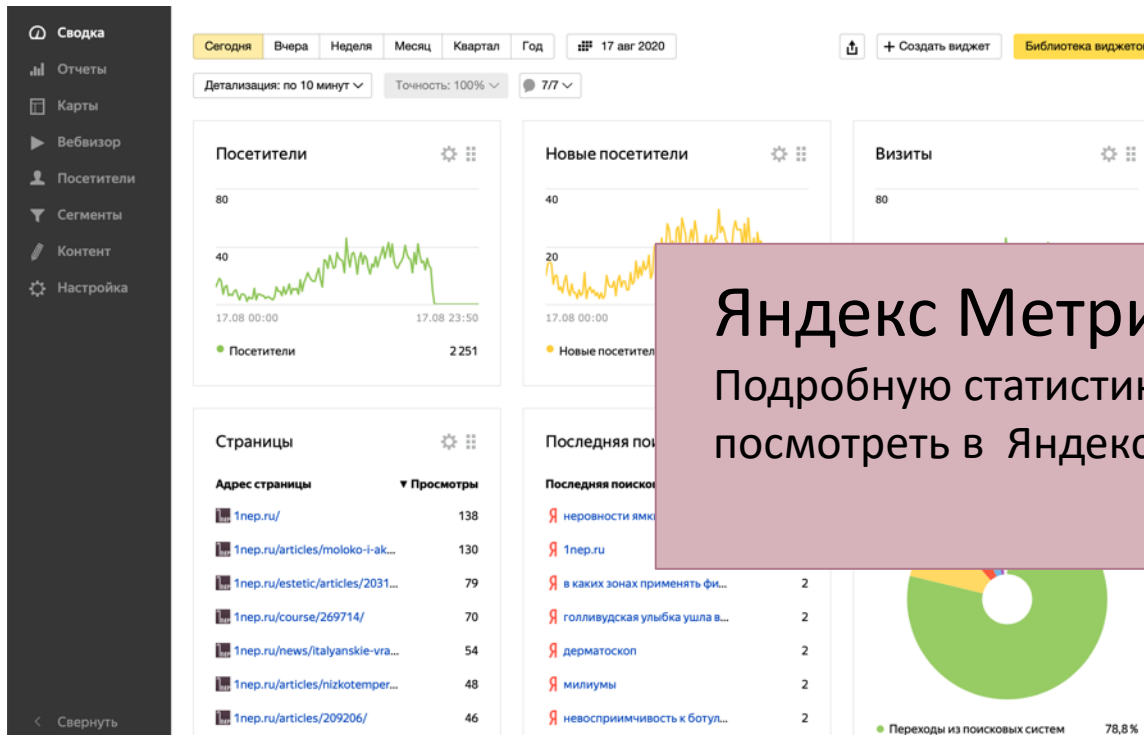 Сводка
Отчеты
Карты
Вебвизор
Посетители
Сегменты
Контент
Настройка
Свернуть
Сегодня Вчера Неделя Месяц Квартал Год 17 авг 2020
+ Создать виджет Библиотека виджетов
Детализация: по 10 минут Точность: 100% 7/7
Посетители
80
40
17.08 00:00 17.08 23:50
Посетители 2 251
Новые посетители
40
20
17.08 00:00
Новые посетител
Визиты
80
Яндекс Метри
Подробную статистик
посмотреть в Яндекс
Страницы
Адрес страницы ▼ Просмотры
1nep.ru/ 138
1nep.ru/articles/moloko-i-ak... 130
1nep.ru/estetic/articles/2031... 79
1nep.ru/course/269714/ 70
1nep.ru/news/italyanskie-vra... 54
1nep.ru/articles/nizkotemper... 48
1nep.ru/articles/209206/ 46
Последняя пои
Последняя поисков
Я неровности ямк
Я 1nep.ru
Я в каких зонах применять фи... 2
Я голливудская улыбка ушла в... 2
Я дерматоскоп 2
Я милиумы 2
Я невосприимчивость к ботул... 2
Переходы из поисковых систем 78,8%